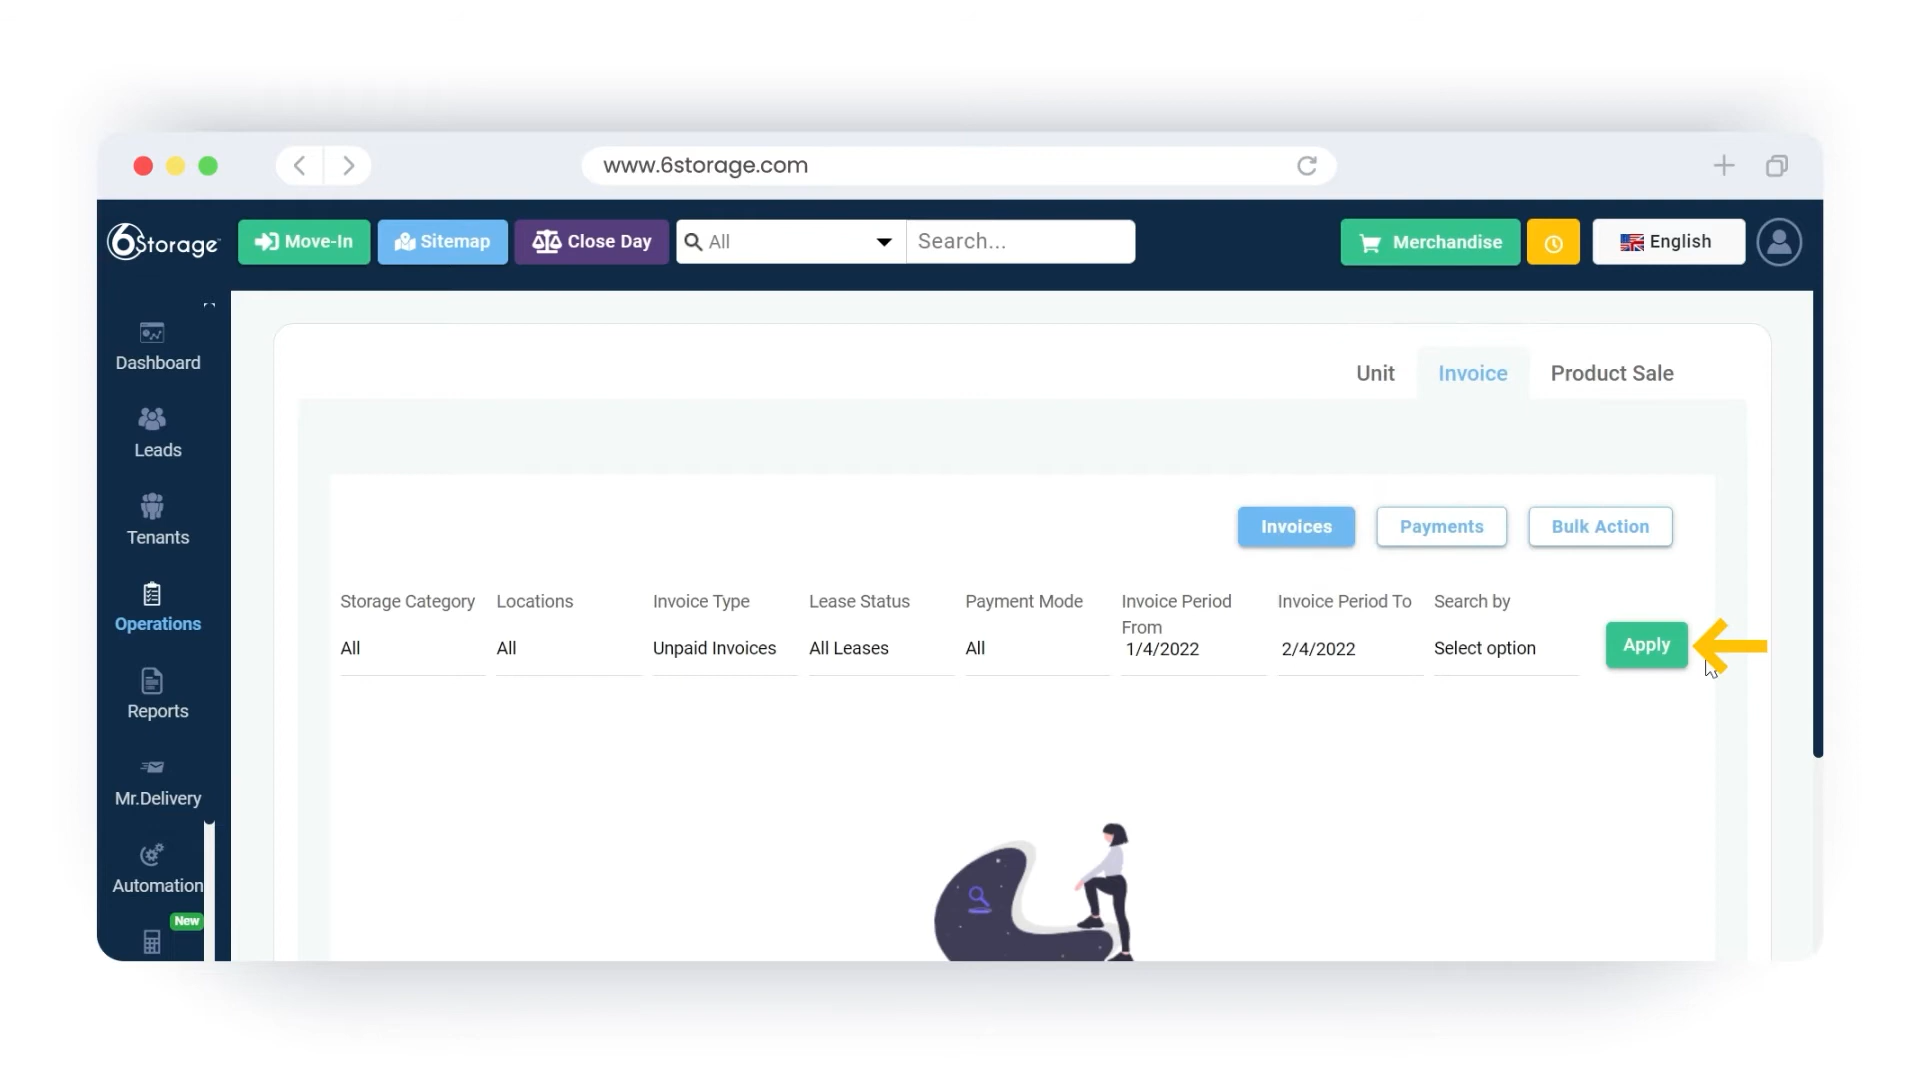 www.6storage.com
6Storage
Move-In
Sitemap
Close Day
All
Search...
Merchandise
English
Dashboard
Leads
Tenants
Operations
Reports
Mr.Delivery
Automation
New
Unit
Invoice
Product Sale
Invoices
Payments
Bulk Action
Storage Category
All
Locations
All
Invoice Type
Unpaid Invoices
Lease Status
All Leases
Payment Mode
All
Invoice Period
From
1/4/2022
Invoice Period To
2/4/2022
Search by
Select option
Apply